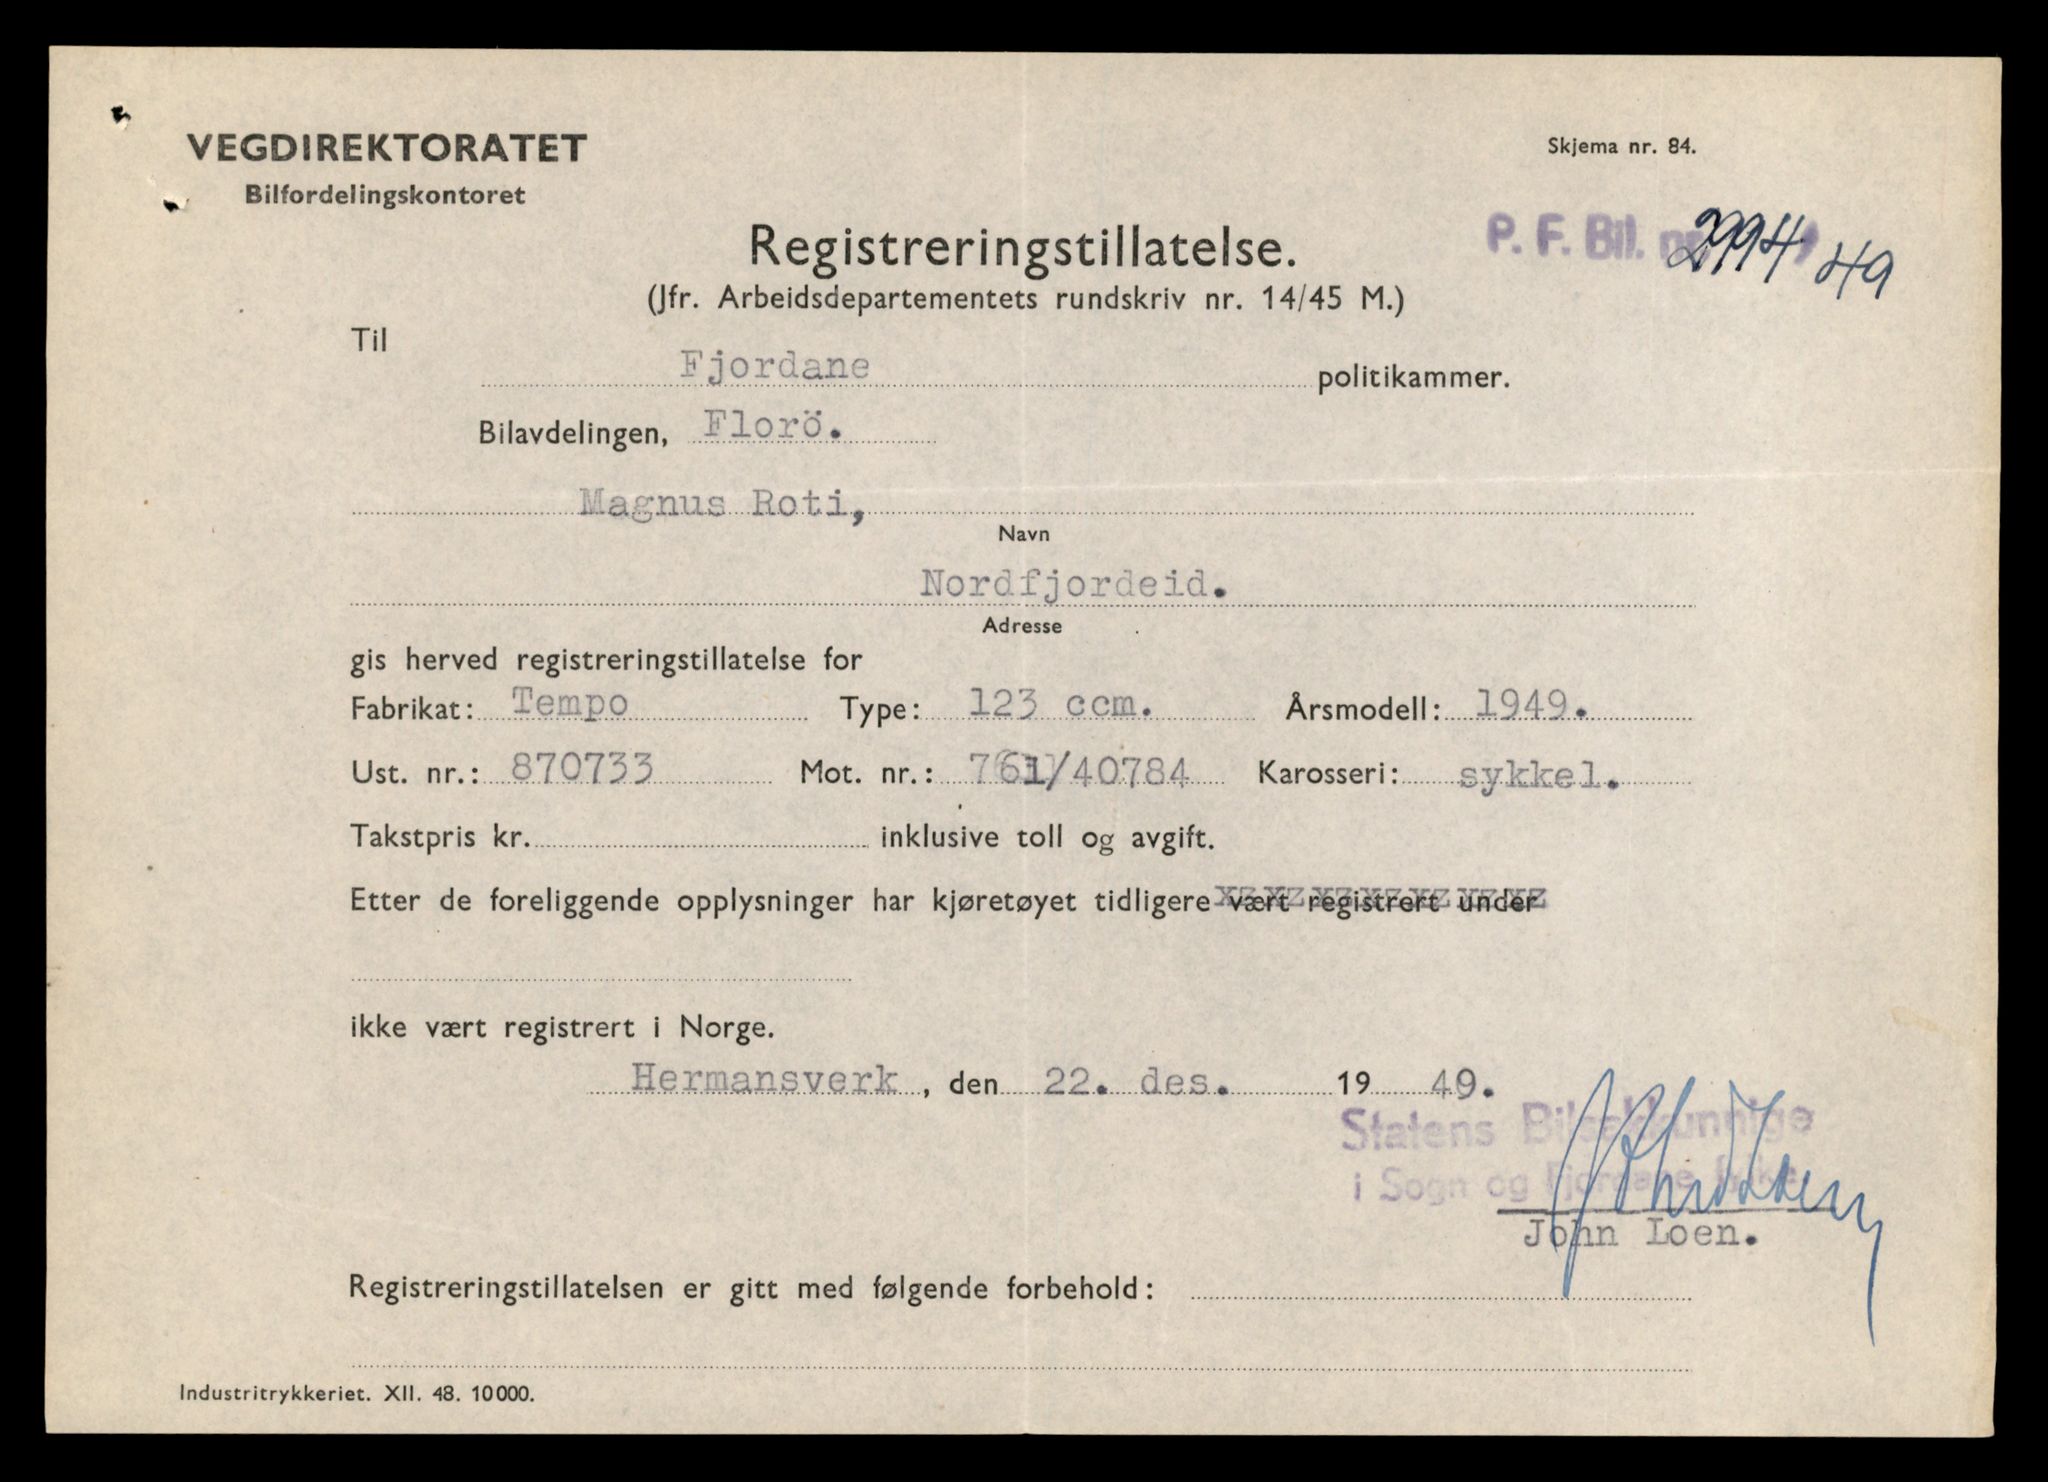 VEGDIREKTORATET
Bilfordelingskontoret
Skjema nr. 84.
P. F. Bil. nr. 2994 49
Registreringstillatelse.
(Jfr. Arbeidsdepartementets rundskriv nr. 14/45 M.)
Til
Fjordane politikammer.
Bilavdelingen, Florö.
Magnus Roti,
Navn
Nordfjordeid.
Adresse
gis herved registreringstillatelse for
Fabrikat: Tempo Type: 123 ccm. Årsmodell: 1949.
Ust. nr.: 870733 Mot. nr.: 761/40784 Karosseri: sykkel.
Takstpris kr. inklusive toll og avgift.
Etter de foreliggende opplysninger har kjøretøyet tidligere vært registrert under
ikke vært registrert i Norge.
Hermansverk, den 22. des. 1949.
Statens Bilsakkunnige
i Sogn og Fjordane fylke
John Loen.
Registreringstillatelsen er gitt med følgende forbehold:
Industritrykkeriet. XII. 48. 10000.